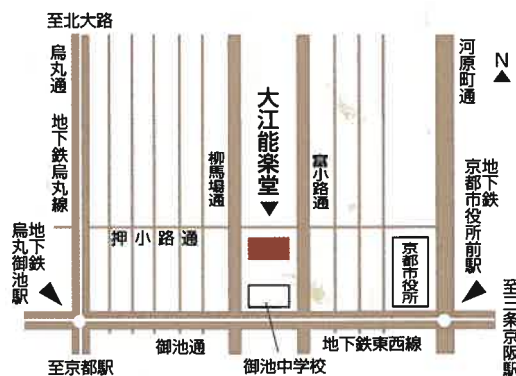 至北大路
烏丸通
地下鉄烏丸線
地下鉄
烏丸御池駅
至京都駅
押小路通
柳馬場通
大江能楽堂
富小路通
御池通
御池中学校
地下鉄東西線
京都市役所
河原町通
N
地下鉄
京都市役所前駅
至三条京阪駅